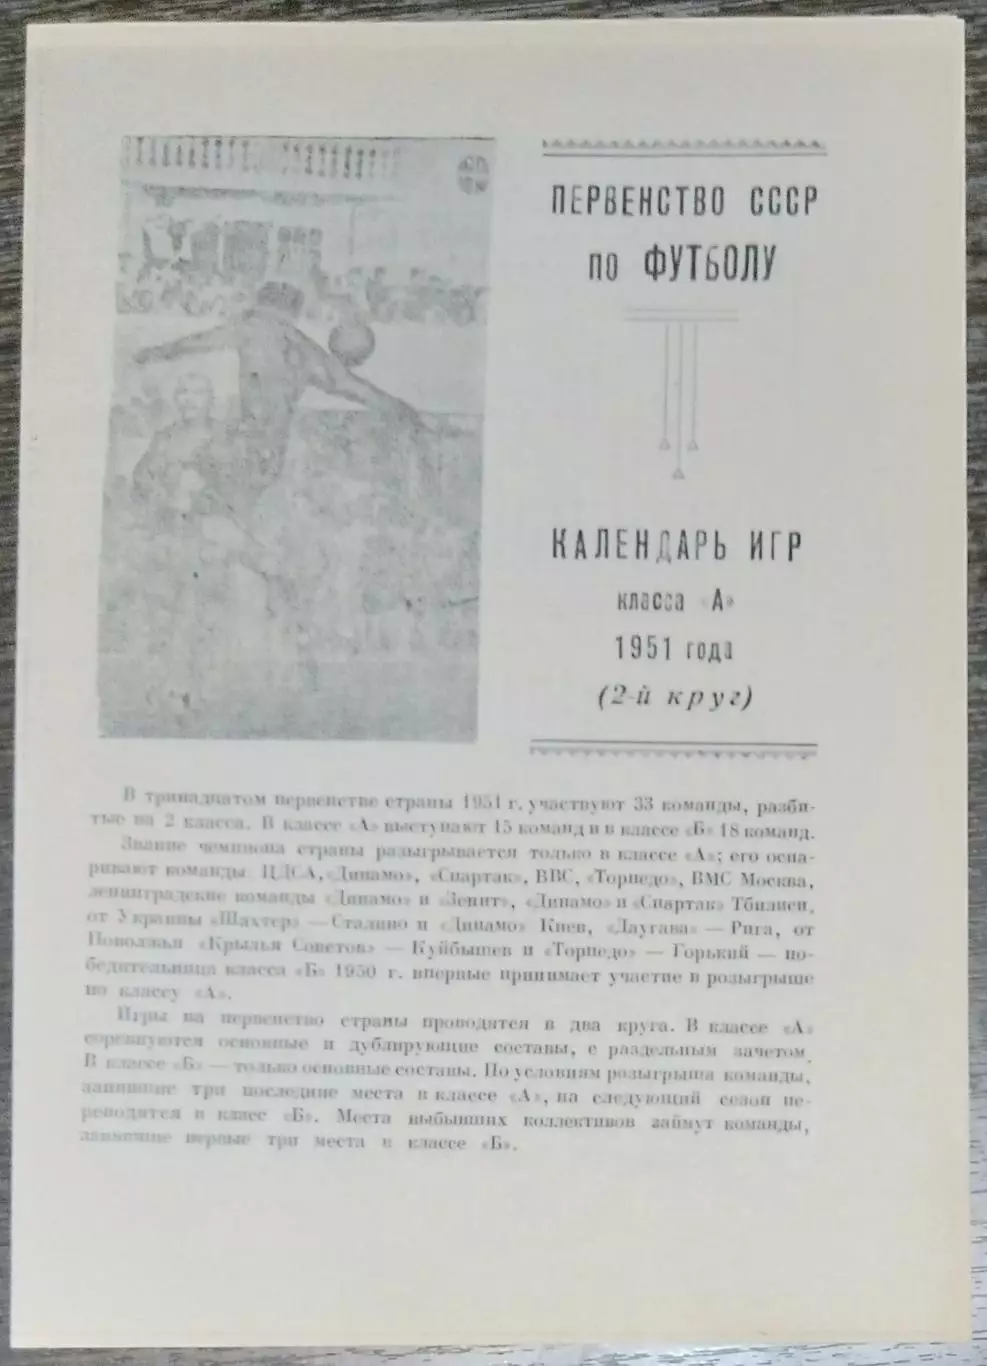 ПЕРВЕНСТВО СССР
по ФУТБОЛУ
КАЛЕНДАРЬ ИГР
класса «А»
1951 года
(2-й круг)
В тринадцатом первенстве страны 1951 г. участвуют 33 команды, разби-
тые на 2 класса. В классе «А» выступают 15 команд и в классе «Б» 18 команд.
Звание чемпиона страны разыгрывается только в классе «А»; его оспа-
ривают команды ЦДСА, «Динамо», «Спартак», ВВС, «Торпедо», ВМС Москва,
ленинградские команды «Динамо» и «Зенит», «Динамо» и «Спартак» Тбилиси,
от Украины «Шахтер» — Сталино и «Динамо» Киев, «Даугава» — Рига, от
Поволжья «Крылья Советов» — Куйбышев и «Торпедо» — Горький — по-
бедительница класса «Б» 1950 г. впервые принимает участие в розыгрыше
по классу «А».
Игры на первенство страны проводятся в два круга. В классе «А»
соревнуются основные и дублирующие составы, с раздельным зачетом.
В классе «Б» — только основные составы. По условиям розыгрыша команды,
занявшие три последние места в классе «А», на следующий сезон пе-
реводятся в класс «Б». Места выбывших коллективов займут команды,
занявшие первые три места в классе «Б».